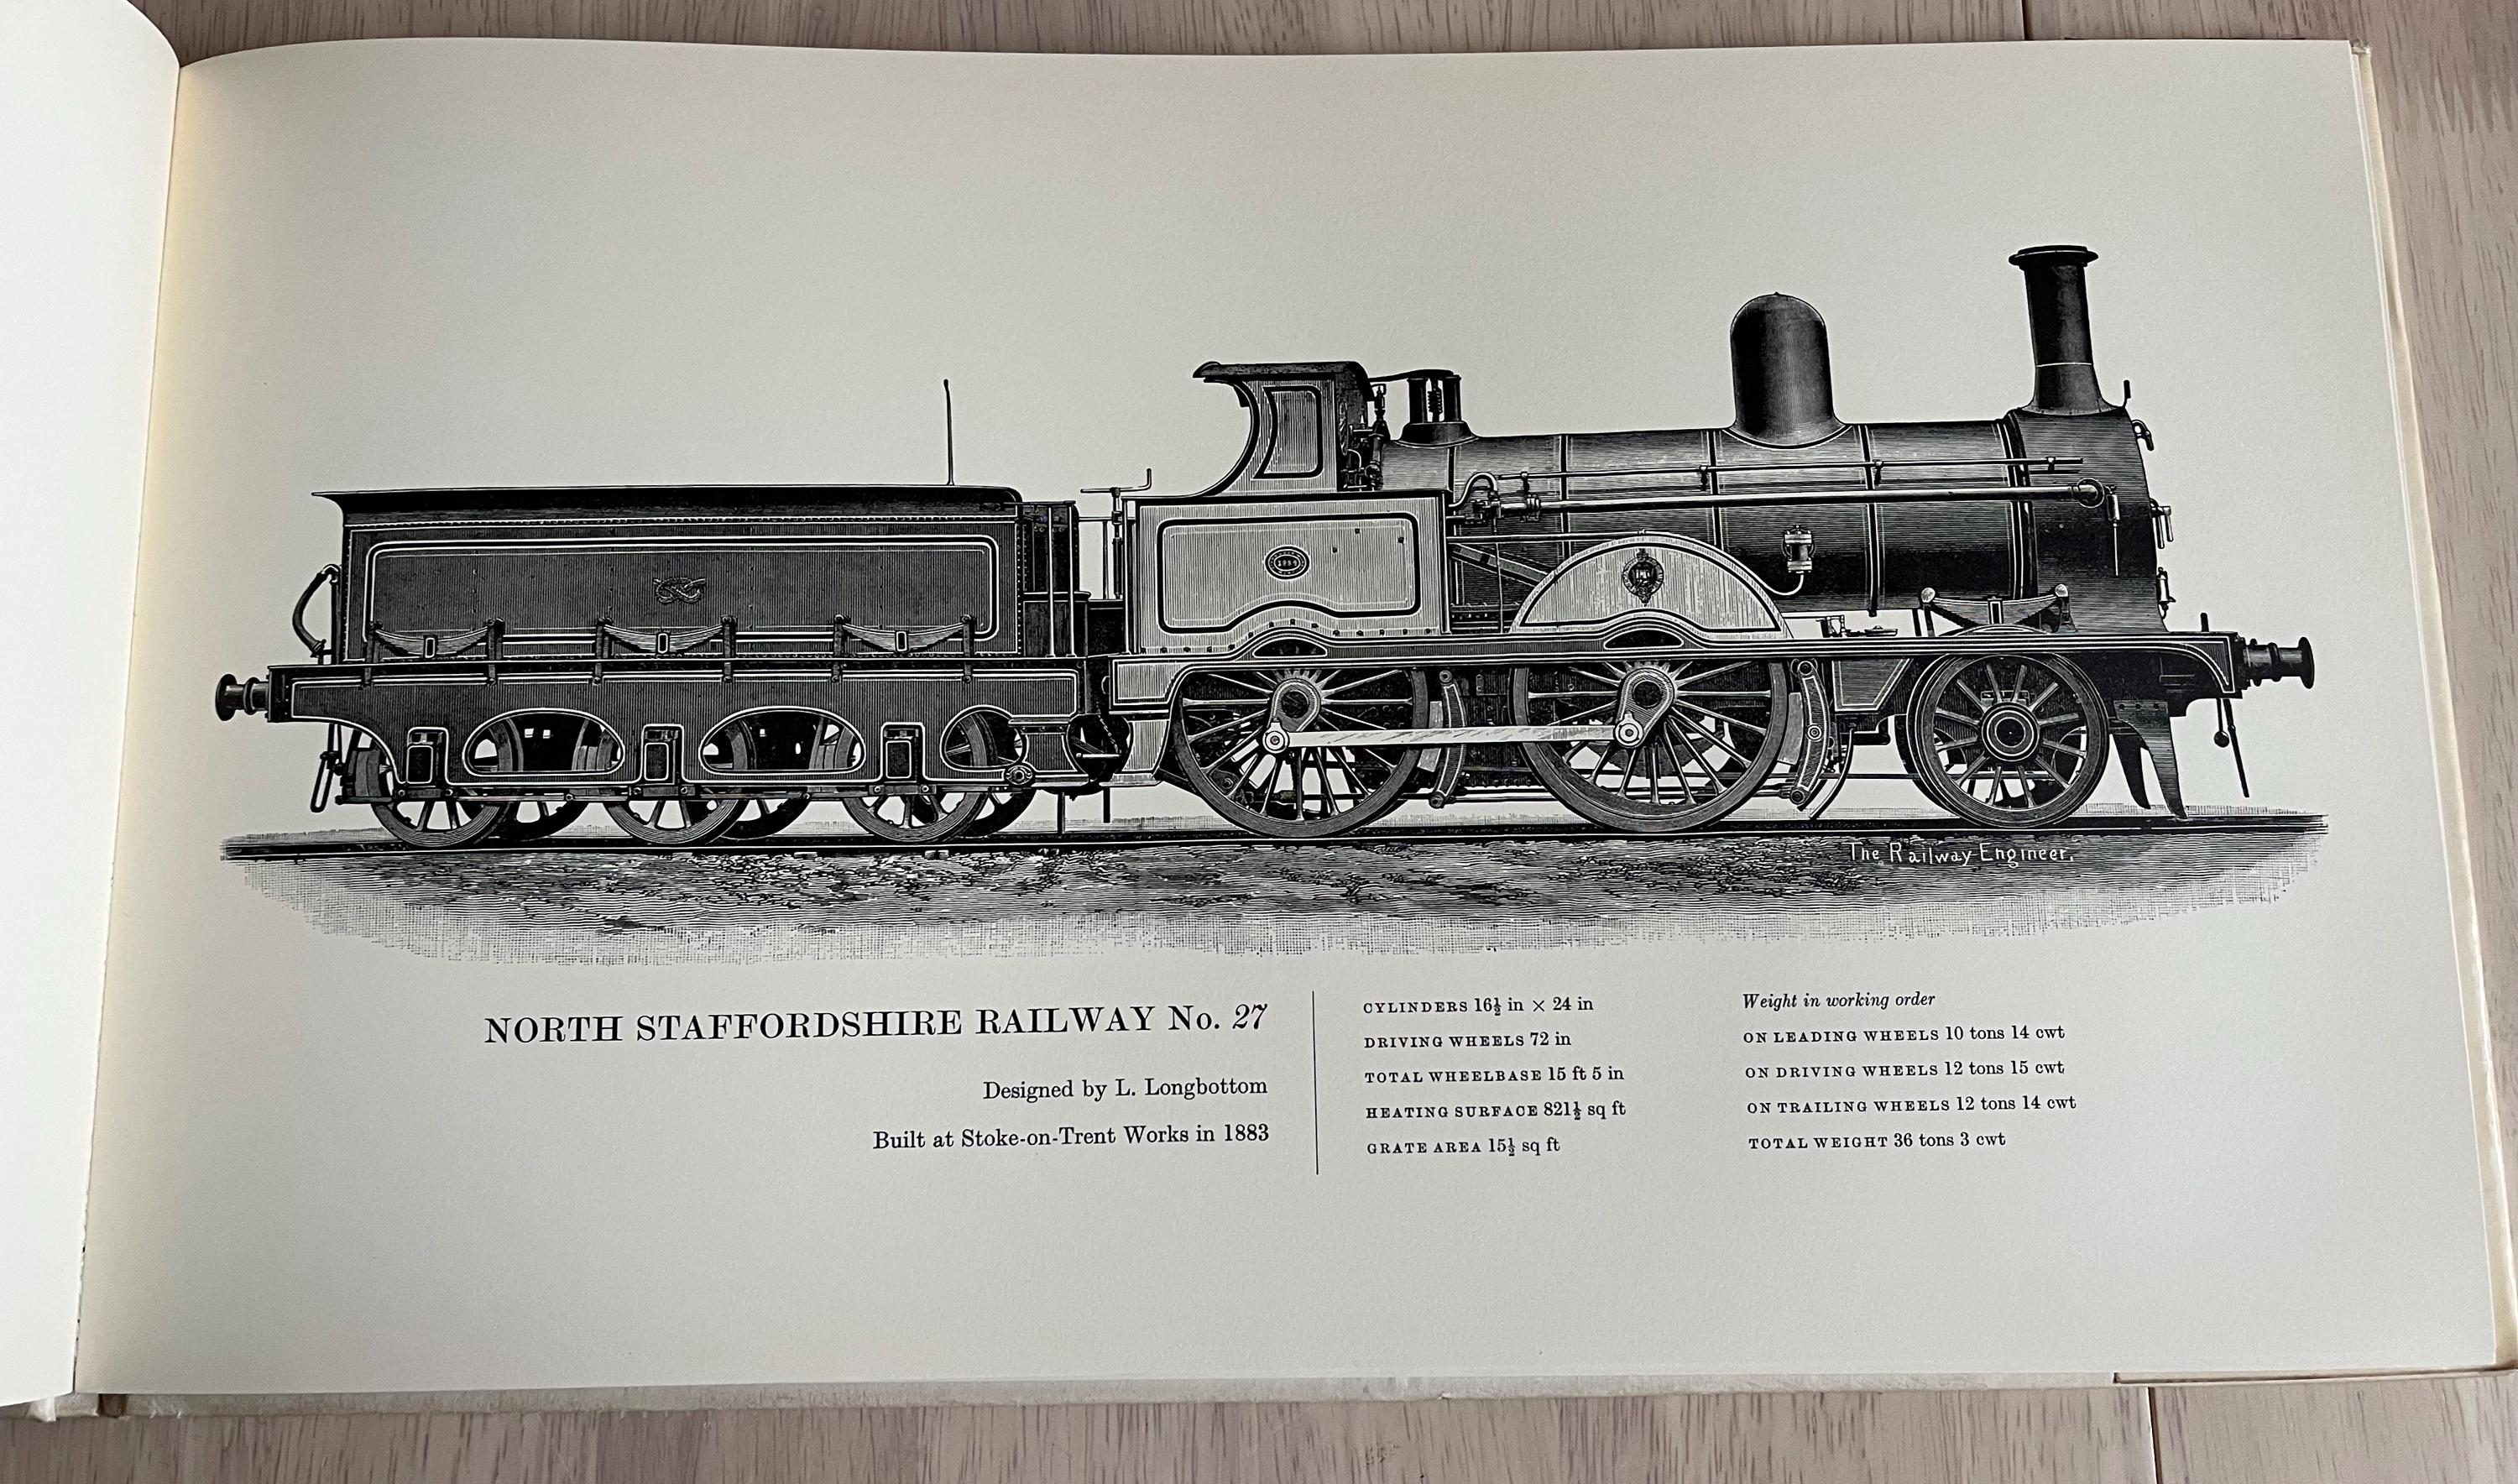 The Railway Engineer.
NORTH STAFFORDSHIRE RAILWAY No. 27
Designed by L. Longbottom
Built at Stoke-on-Trent Works in 1883
CYLINDERS 16½ in × 24 in
DRIVING WHEELS 72 in
TOTAL WHEELBASE 15 ft 5 in
HEATING SURFACE 821½ sq ft
GRATE AREA 15½ sq ft
Weight in working order
ON LEADING WHEELS 10 tons 14 cwt
ON DRIVING WHEELS 12 tons 15 cwt
ON TRAILING WHEELS 12 tons 14 cwt
TOTAL WEIGHT 36 tons 3 cwt